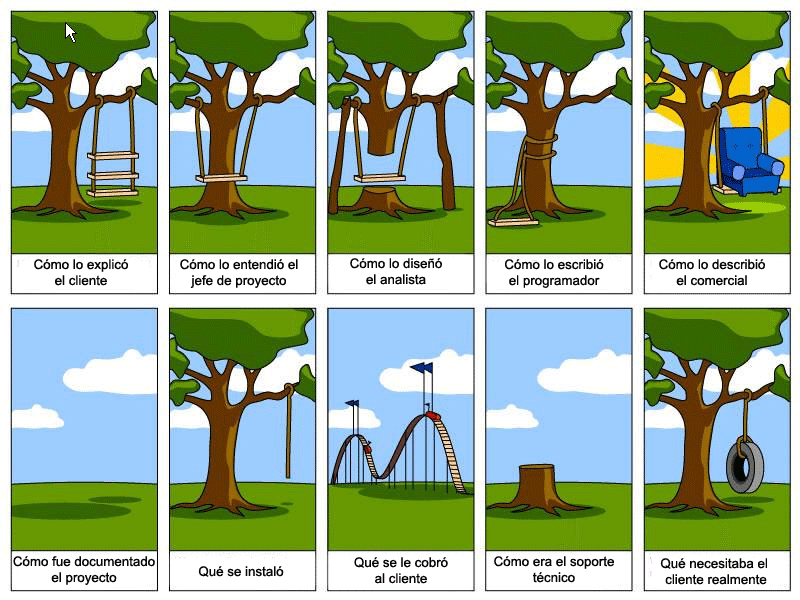 Cómo lo explicó
el cliente
Cómo lo entendió el
jefe de proyecto
Cómo lo diseñó
el analista
Cómo lo escribió
el programador
Cómo lo describió
el comercial
Cómo fue documentado
el proyecto
Qué se instaló
Qué se le cobró
al cliente
Cómo era el soporte
técnico
Qué necesitaba el
cliente realmente